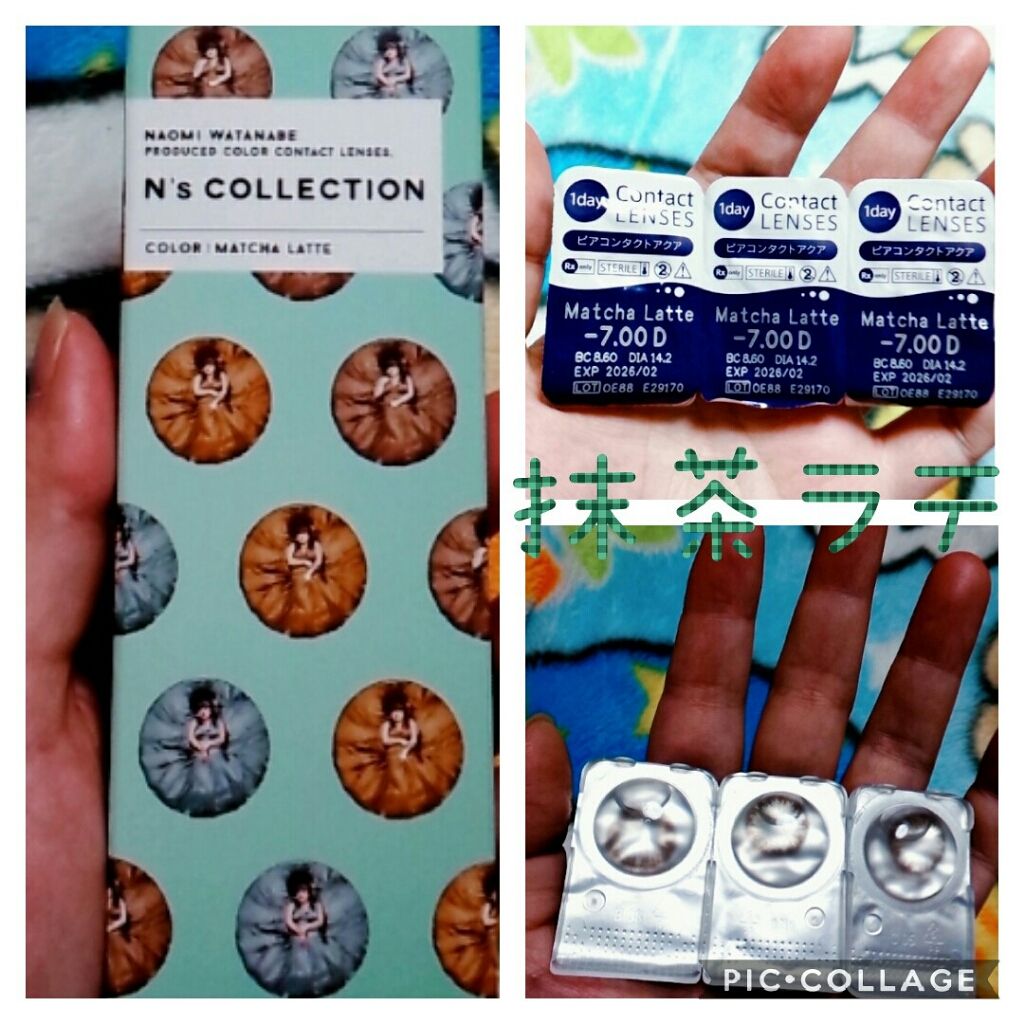 NAOMI WATANABE
PRODUCED COLOR CONTACT LENSES.
N's COLLECTION
COLOR | MATCHA LATTE
1day Contact LENSES
ピアコンタクトアクア
Rx only STERILE 2
Matcha Latte
-7.00 D
BC 8.60 DIA 14.2
EXP 2026/02
LOT OE88 E29170
1day Contact LENSES
ピアコンタクトアクア
Rx only STERILE 2
Matcha Latte
-7.00 D
BC 8.60 DIA 14.2
EXP 2026/02
LOT OE88 E29170
1day Contact LENSES
ピアコンタクトアクア
Rx only STERILE 2
Matcha Latte
-7.00 D
BC 8.60 DIA 14.2
EXP 2026/02
LOT OE88 E29170
抹茶ラテ
PIC•COLLAGE